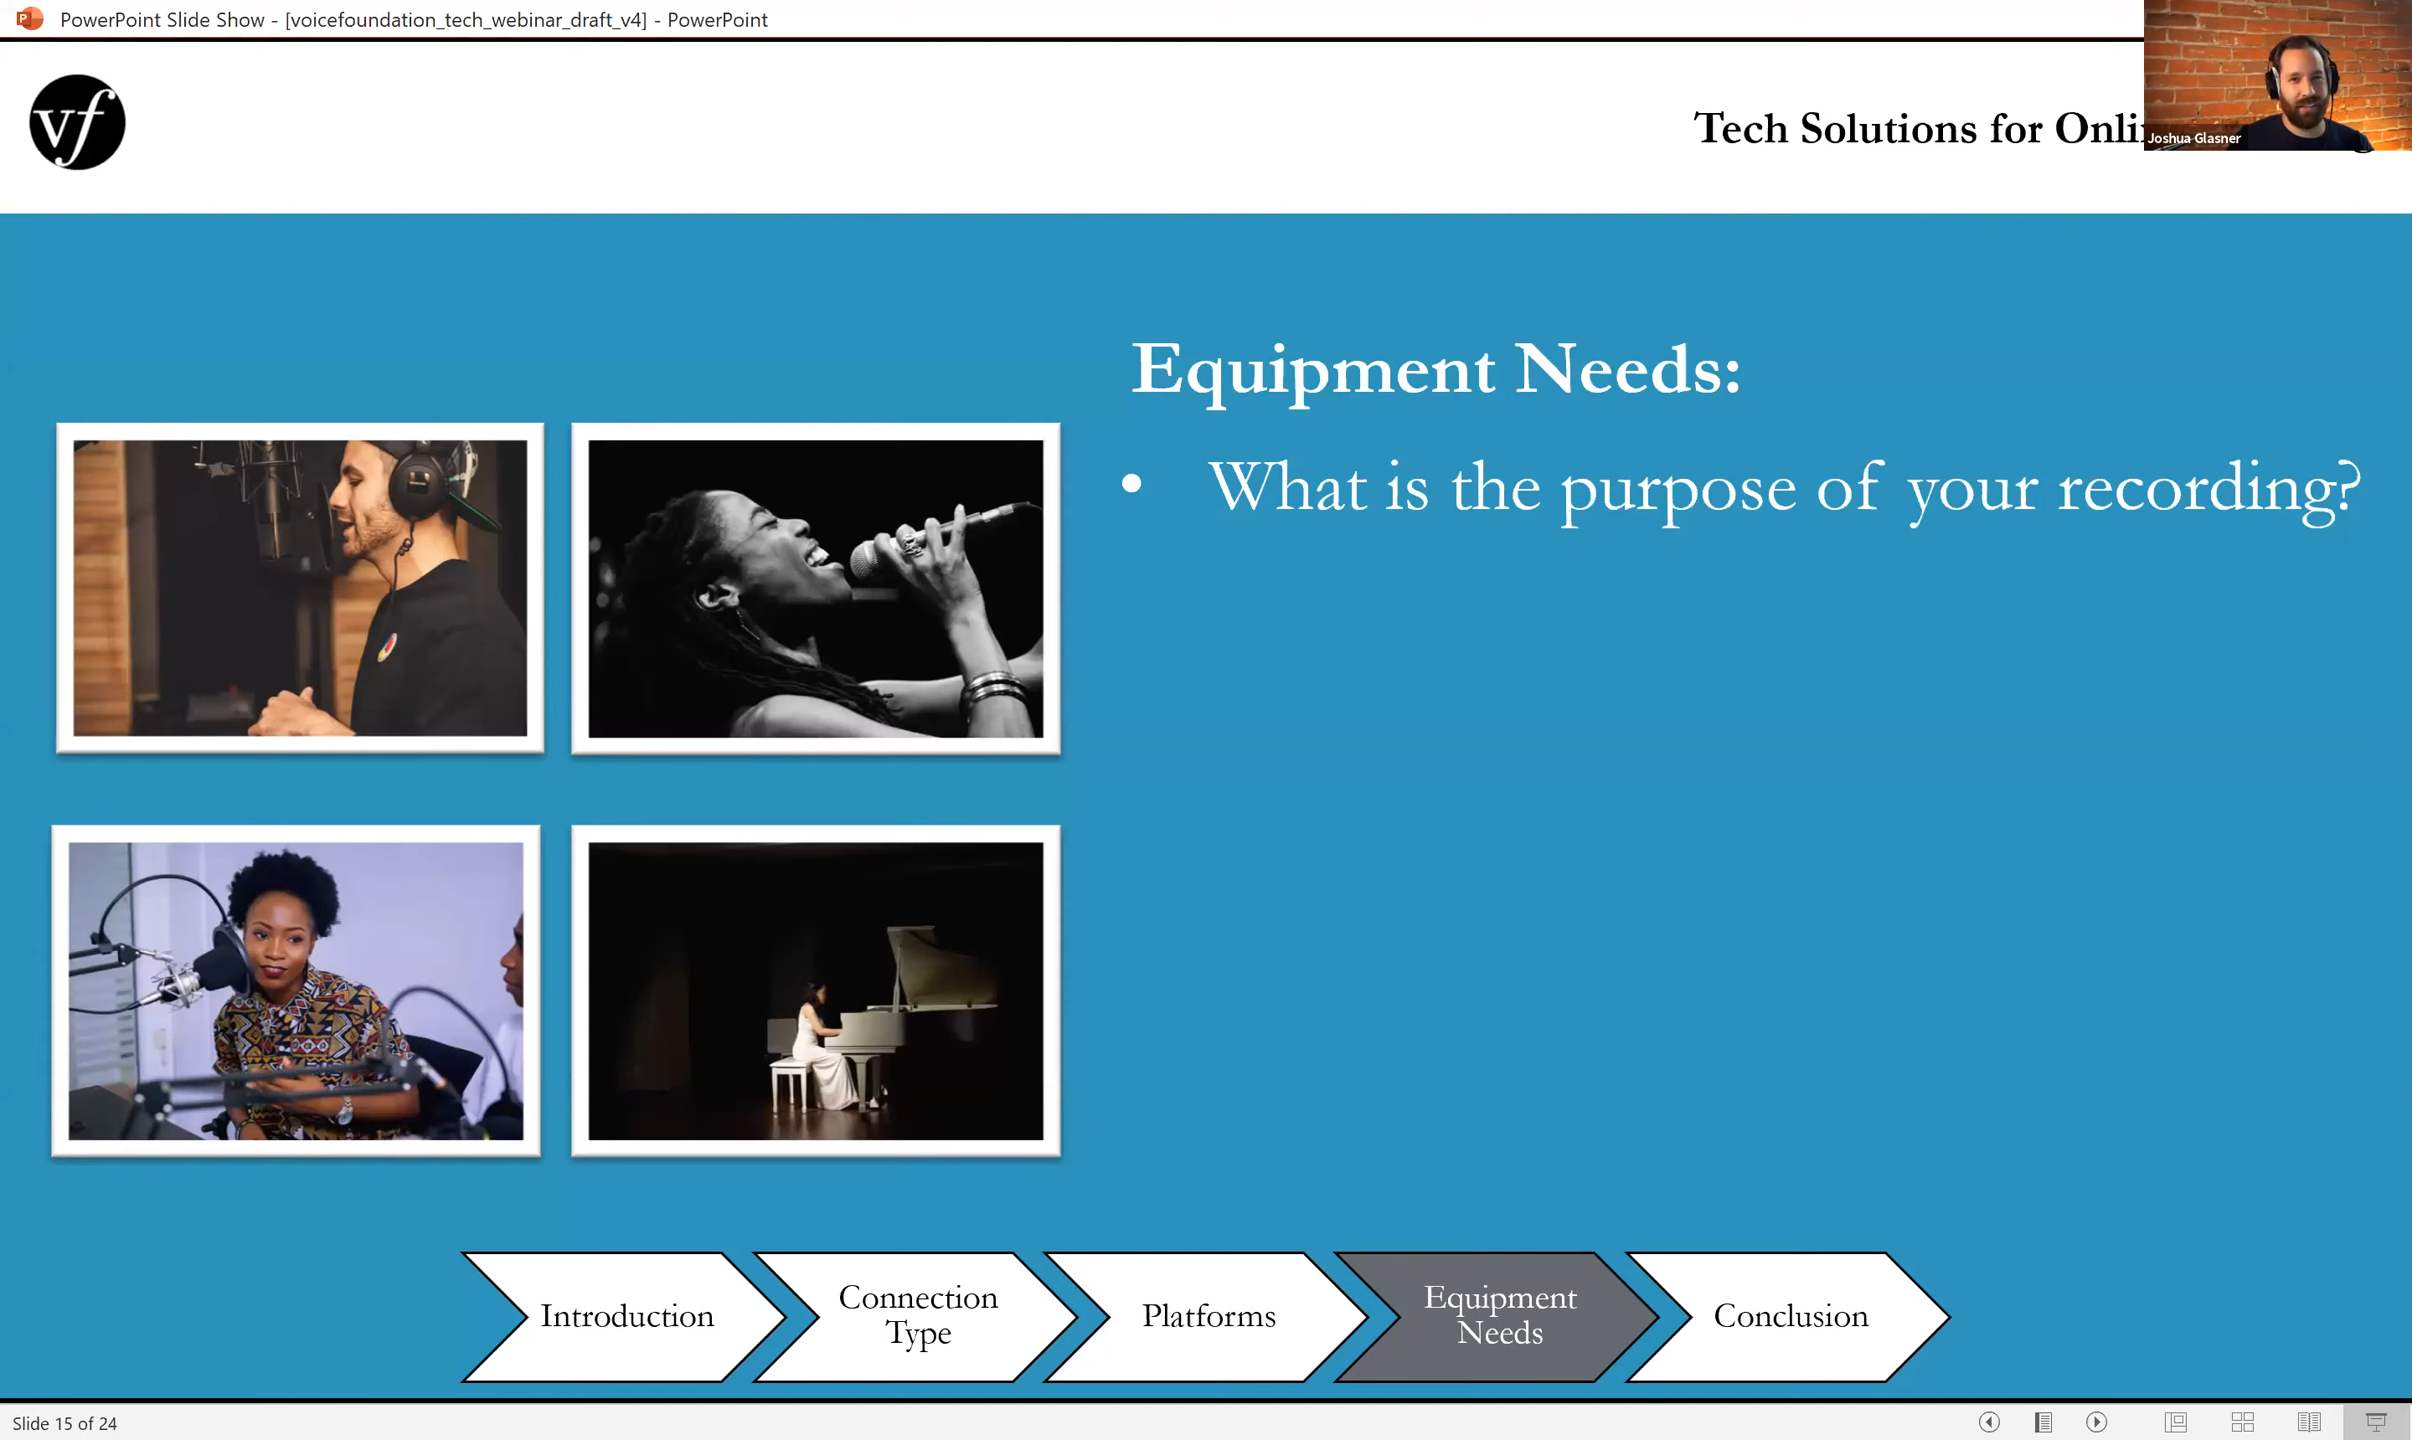 PowerPoint Slide Show - [voicefoundation_tech_webinar_draft_v4] - PowerPoint
vf
Tech Solutions for Onli
Joshua Glasner
Equipment Needs:
• What is the purpose of your recording?
Introduction
Connection
Type
Platforms
Equipment
Needs
Conclusion
Slide 15 of 24